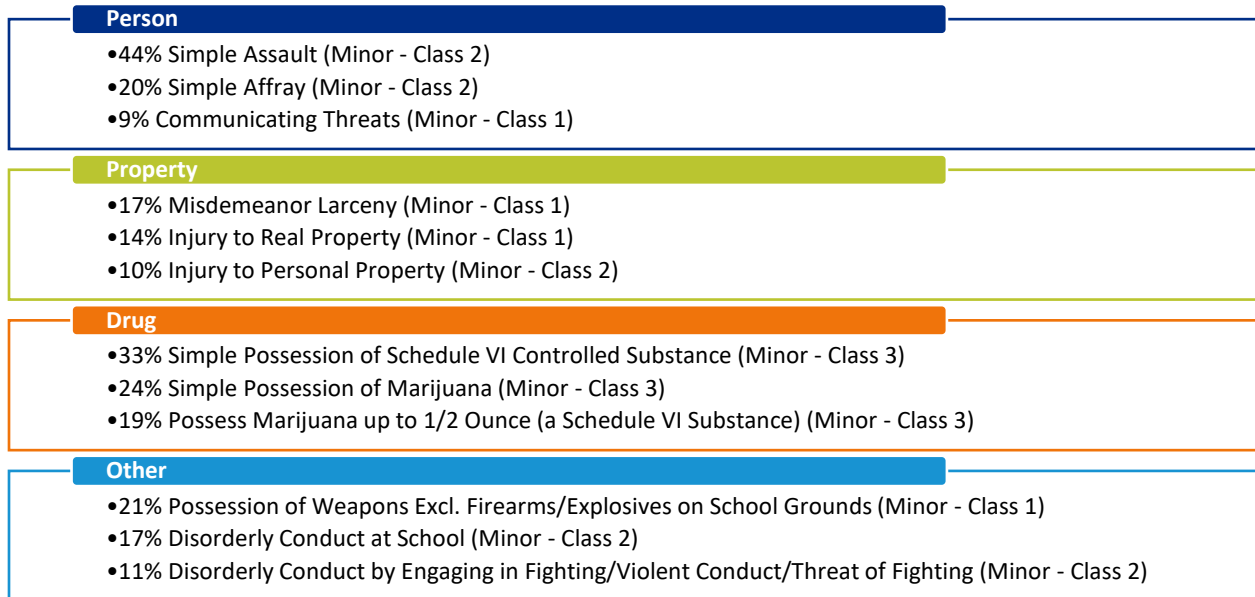 Person
•44% Simple Assault (Minor - Class 2)
•20% Simple Affray (Minor - Class 2)
•9% Communicating Threats (Minor - Class 1)
Property
•17% Misdemeanor Larceny (Minor - Class 1)
•14% Injury to Real Property (Minor - Class 1)
•10% Injury to Personal Property (Minor - Class 2)
Drug
•33% Simple Possession of Schedule VI Controlled Substance (Minor - Class 3)
•24% Simple Possession of Marijuana (Minor - Class 3)
•19% Possess Marijuana up to 1/2 Ounce (a Schedule VI Substance) (Minor - Class 3)
Other
•21% Possession of Weapons Excl. Firearms/Explosives on School Grounds (Minor - Class 1)
•17% Disorderly Conduct at School (Minor - Class 2)
•11% Disorderly Conduct by Engaging in Fighting/Violent Conduct/Threat of Fighting (Minor - Class 2)